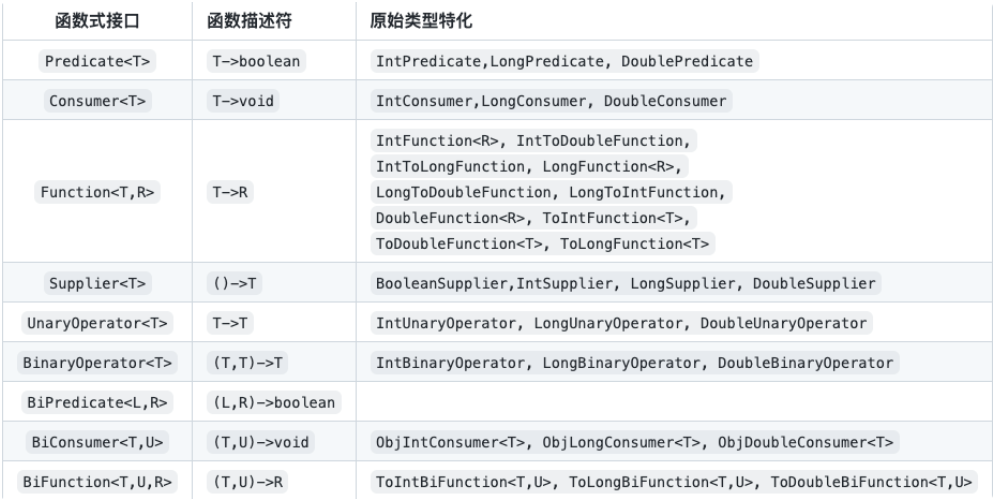 函数式接口 函数描述符 原始类型特化
Predicate<T> T->boolean IntPredicate,LongPredicate, DoublePredicate
Consumer<T> T->void IntConsumer,LongConsumer, DoubleConsumer
Function<T,R> T->R IntFunction<R>, IntToDoubleFunction,
IntToLongFunction, LongFunction<R>,
LongToDoubleFunction, LongToIntFunction,
DoubleFunction<R>, ToIntFunction<T>,
ToDoubleFunction<T>, ToLongFunction<T>
Supplier<T> ()->T BooleanSupplier,IntSupplier, LongSupplier, DoubleSupplier
UnaryOperator<T> T->T IntUnaryOperator, LongUnaryOperator, DoubleUnaryOperator
BinaryOperator<T> (T,T)->T IntBinaryOperator, LongBinaryOperator, DoubleBinaryOperator
BiPredicate<L,R> (L,R)->boolean
BiConsumer<T,U> (T,U)->void ObjIntConsumer<T>, ObjLongConsumer<T>, ObjDoubleConsumer<T>
BiFunction<T,U,R> (T,U)->R ToIntBiFunction<T,U>, ToLongBiFunction<T,U>, ToDoubleBiFunction<T,U>